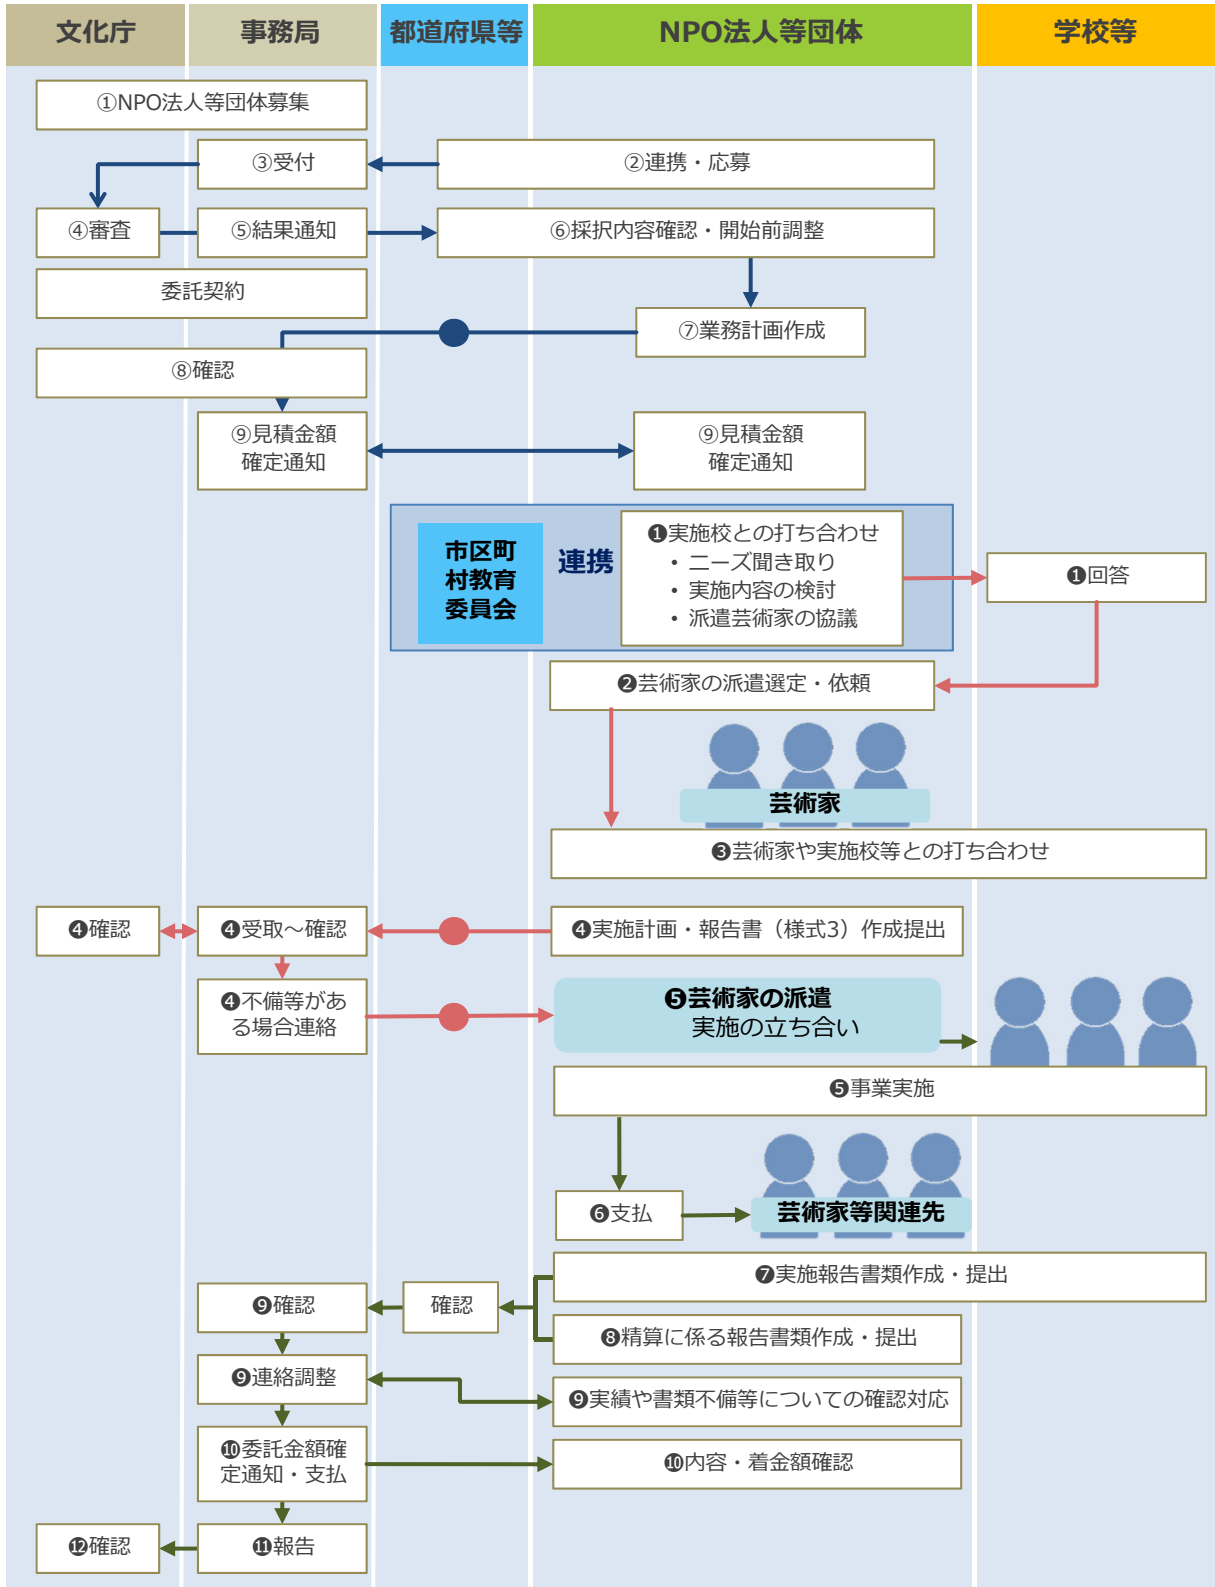 文化庁
事務局
都道府県等
NPO法人等団体
学校等
①NPO法人等団体募集
③受付
②連携・応募
④審査
⑤結果通知
⑥採択内容確認・開始前調整
委託契約
⑦業務計画作成
⑧確認
⑨見積金額
確定通知
⑨見積金額
確定通知
市区町
村教育
委員会
連携
❶実施校との打ち合わせ
• ニーズ聞き取り
• 実施内容の検討
• 派遣芸術家の協議
❶回答
❷芸術家の派遣選定・依頼
芸術家
❸芸術家や実施校等との打ち合わせ
❹確認
❹受取～確認
❹実施計画・報告書（様式3）作成提出
❹不備等があ
る場合連絡
❺芸術家の派遣
実施の立ち合い
❺事業実施
❻支払
芸術家等関連先
❼実施報告書類作成・提出
❾確認
確認
❽精算に係る報告書類作成・提出
❾連絡調整
❾実績や書類不備等についての確認対応
❿委託金額確
定通知・支払
❿内容・着金額確認
⓬確認
⓫報告